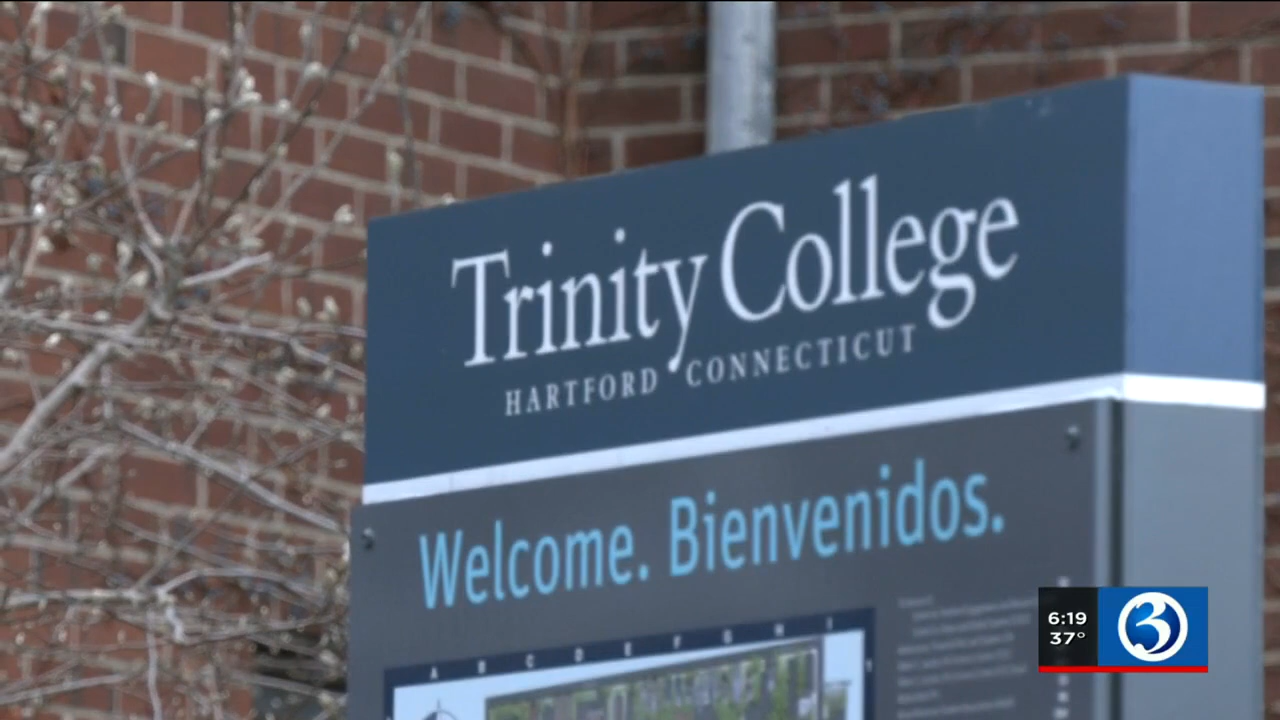 Trinity College
HARTFORD CONNECTICUT
Welcome. Bienvenidos.
A B C D E F G H I
6:19
37°
3